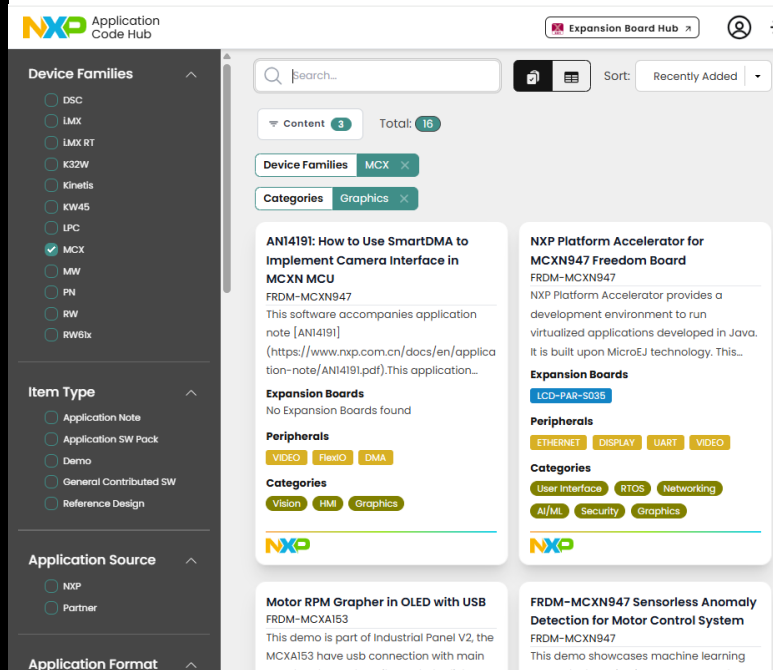 NXP Application
Code Hub
Expansion Board Hub
Device Families
DSC
i.MX
i.MX RT
K32W
Kinetis
KW45
LPC
MCX
MW
PN
RW
RW61x
Item Type
Application Note
Application SW Pack
Demo
General Contributed SW
Reference Design
Application Source
NXP
Partner
Application Format
Search...
Sort: Recently Added
Content 3
Total: 16
Device Families MCX
Categories Graphics
AN14191: How to Use SmartDMA to
Implement Camera Interface in
MCXN MCU
FRDM-MCXN947
This software accompanies application
note [AN14191]
(https://www.nxp.com.cn/docs/en/applica
tion-note/AN14191.pdf).This application...
Expansion Boards
No Expansion Boards found
Peripherals
VIDEO FlexIO DMA
Categories
Vision HMI Graphics
NXP
NXP Platform Accelerator for
MCXN947 Freedom Board
FRDM-MCXN947
NXP Platform Accelerator provides a
development environment to run
virtualized applications developed in Java.
It is built upon MicroEJ technology. This...
Expansion Boards
LCD-PAR-S035
Peripherals
ETHERNET DISPLAY UART VIDEO
Categories
User Interface RTOS Networking
AI/ML Security Graphics
NXP
Motor RPM Grapher in OLED with USB
FRDM-MCXA153
This demo is part of Industrial Panel V2, the
MCXA153 have usb connection with main
FRDM-MCXN947 Sensorless Anomaly
Detection for Motor Control System
FRDM-MCXN947
This demo showcases machine learning